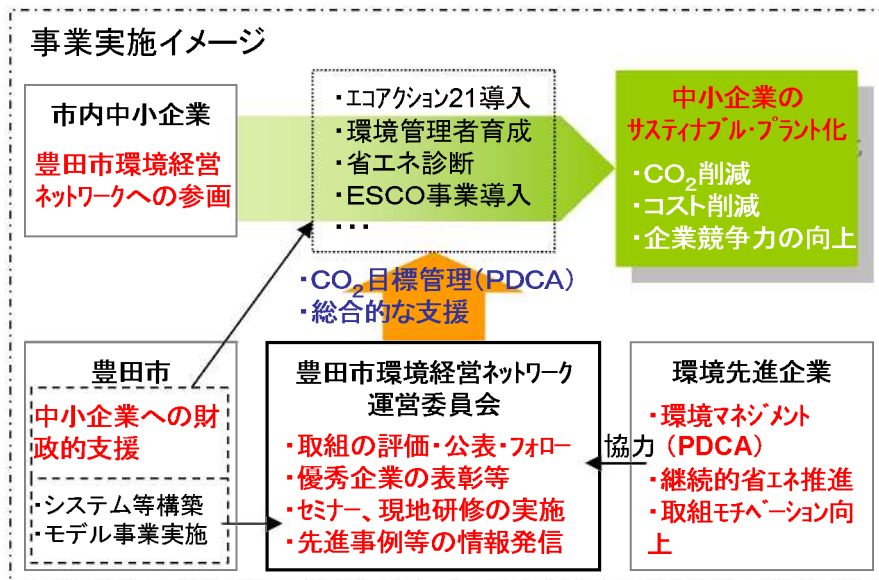 事業実施イメージ
市内中小企業
豊田市環境経営
ネットワークへの参画
・エコアクション21導入
・環境管理者育成
・省エネ診断
・ESCO事業導入
・・・
中小企業の
サスティナブル・プラント化
・CO2削減
・コスト削減
・企業競争力の向上
・CO2目標管理(PDCA)
・総合的な支援
豊田市
中小企業への財
政的支援
・システム等構築
・モデル事業実施
豊田市環境経営ネットワーク
運営委員会
・取組の評価・公表・フォロー
・優秀企業の表彰等
・セミナー、現地研修の実施
・先進事例等の情報発信
協力
環境先進企業
・環境マネジメント
(PDCA)
・継続的省エネ推進
・取組モチベーション向
上